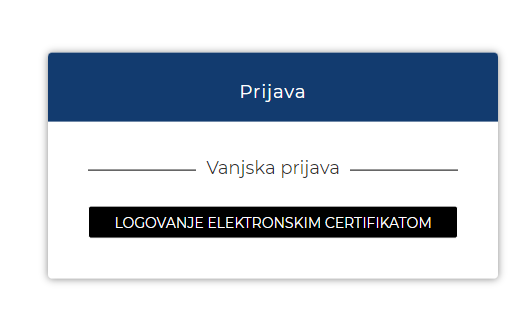 Prijava
Vanjska prijava
LOGOVANJE ELEKTRONSKIM CERTIFIKATOM